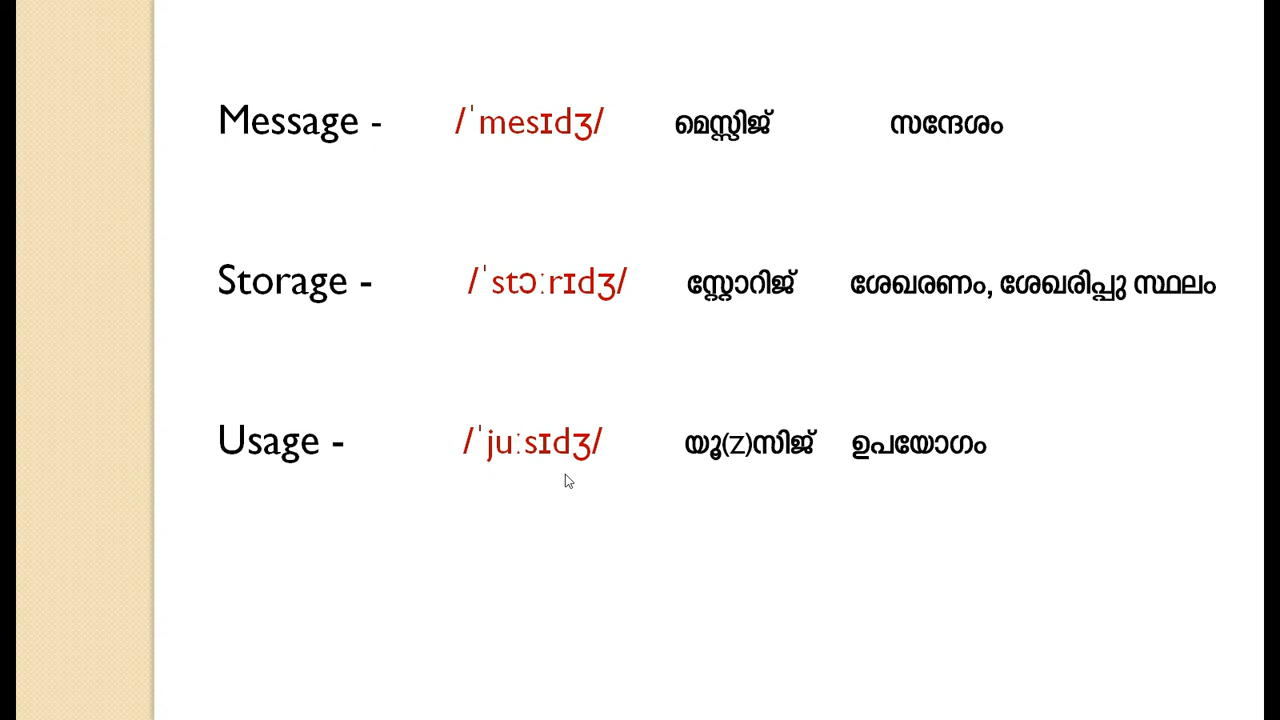 Message - /ˈmesɪdʒ/ മെസ്സിജ് സന്ദേശം
Storage - /ˈstɔːrɪdʒ/ സ്റ്റോറിജ് ശേഖരണം, ശേഖരിപ്പു സ്ഥലം
Usage - /ˈjuːsɪdʒ/ യൂ(z)സിജ് ഉപയോഗം